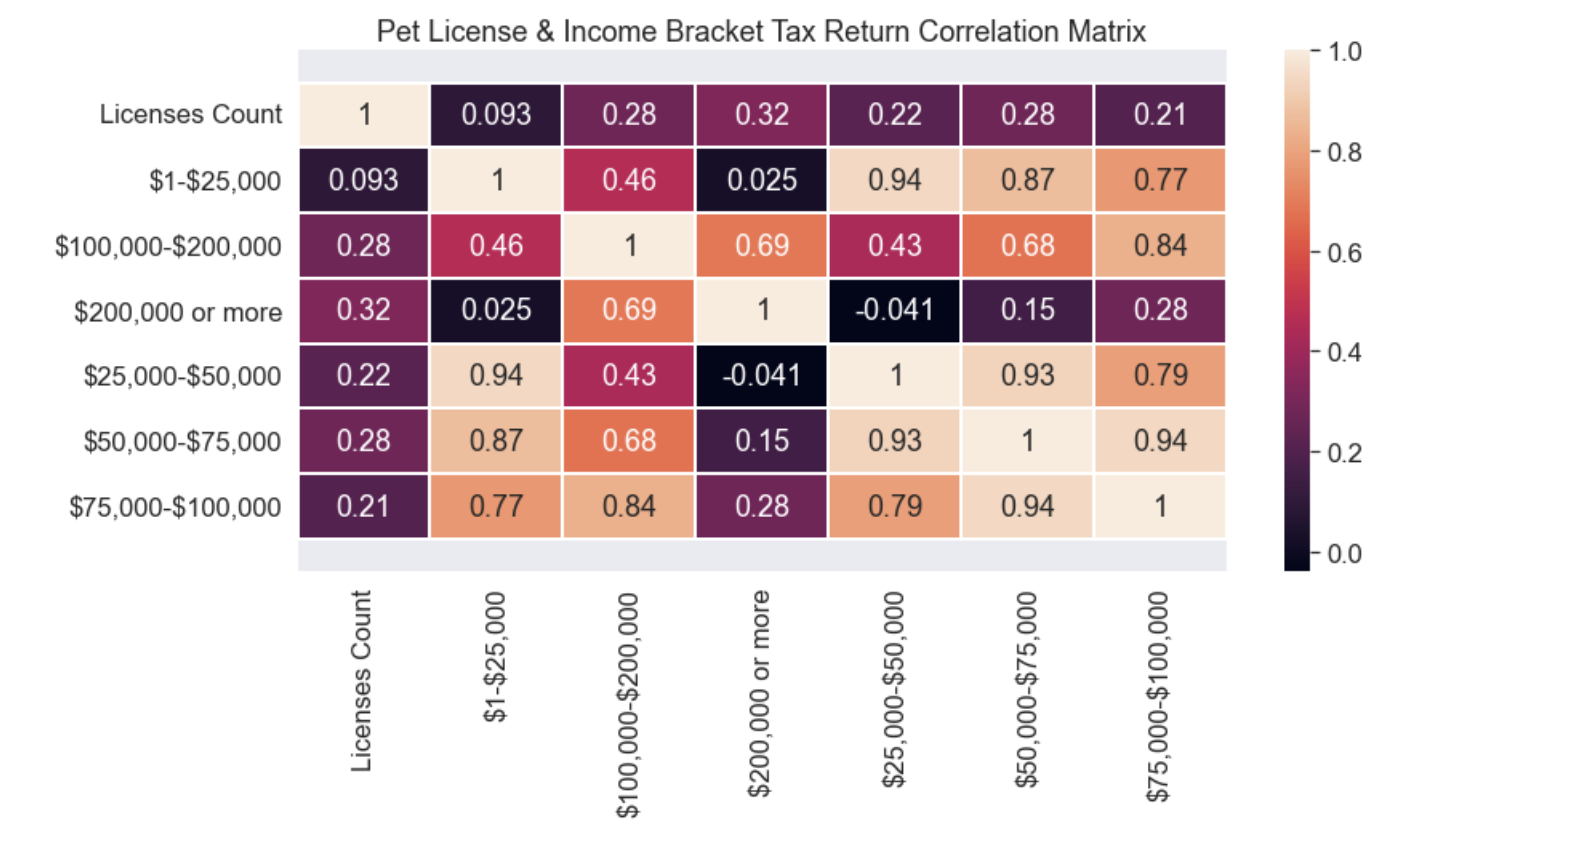 Pet License & Income Bracket Tax Return Correlation Matrix
Licenses Count 1 0.093 0.28 0.32 0.22 0.28 0.21
$1-$25,000 0.093 1 0.46 0.025 0.94 0.87 0.77
$100,000-$200,000 0.28 0.46 1 0.69 0.43 0.68 0.84
$200,000 or more 0.32 0.025 0.69 1 -0.041 0.15 0.28
$25,000-$50,000 0.22 0.94 0.43 -0.041 1 0.93 0.79
$50,000-$75,000 0.28 0.87 0.68 0.15 0.93 1 0.94
$75,000-$100,000 0.21 0.77 0.84 0.28 0.79 0.94 1
Licenses Count
$1-$25,000
$100,000-$200,000
$200,000 or more
$25,000-$50,000
$50,000-$75,000
$75,000-$100,000
1.0
0.8
0.6
0.4
0.2
0.0